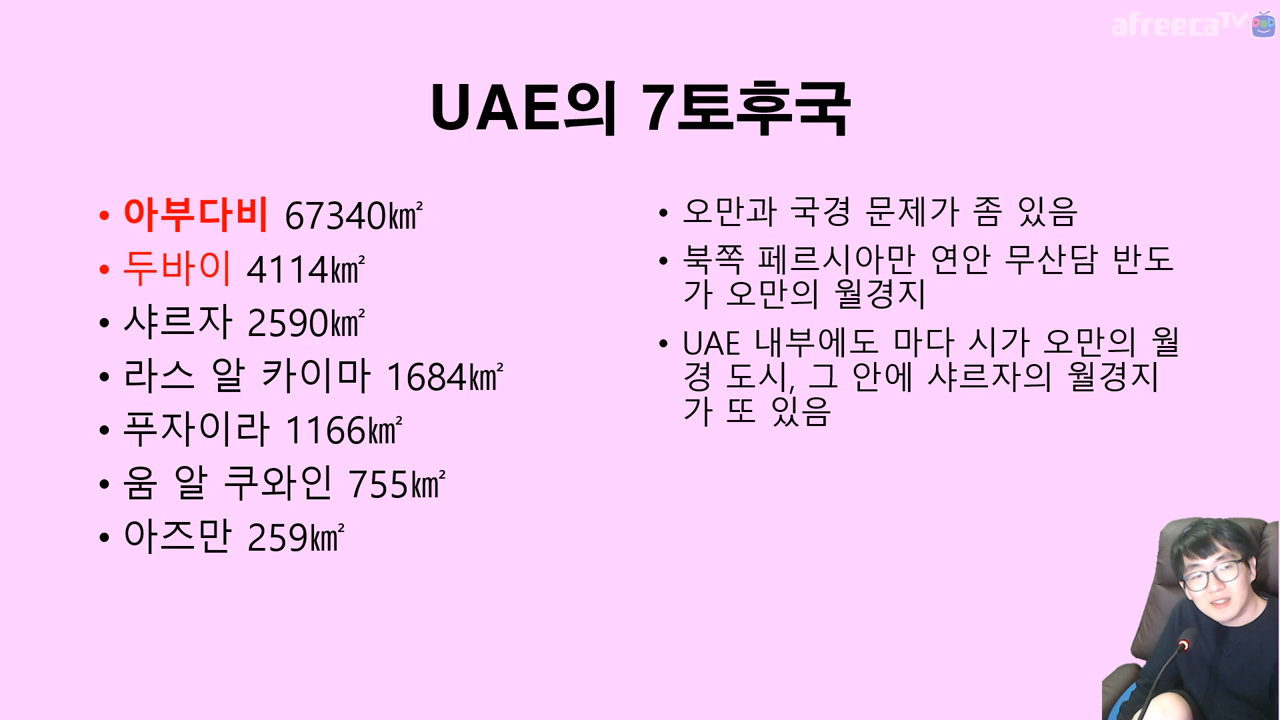 afreecaTV
UAE의 7토후국
• 아부다비 67340㎢
• 두바이 4114㎢
• 샤르자 2590㎢
• 라스 알 카이마 1684㎢
• 푸자이라 1166㎢
• 움 알 쿠와인 755㎢
• 아즈만 259㎢
• 오만과 국경 문제가 좀 있음
• 북쪽 페르시아만 연안 무산담 반도
가 오만의 월경지
• UAE 내부에도 마다 시가 오만의 월
경 도시, 그 안에 샤르자의 월경지
가 또 있음